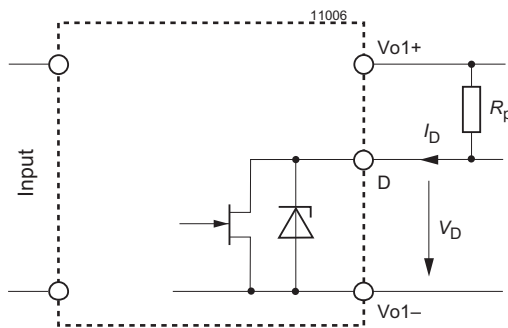 11006
Vo1+
Rp
ID
Input
D
VD
Vo1–